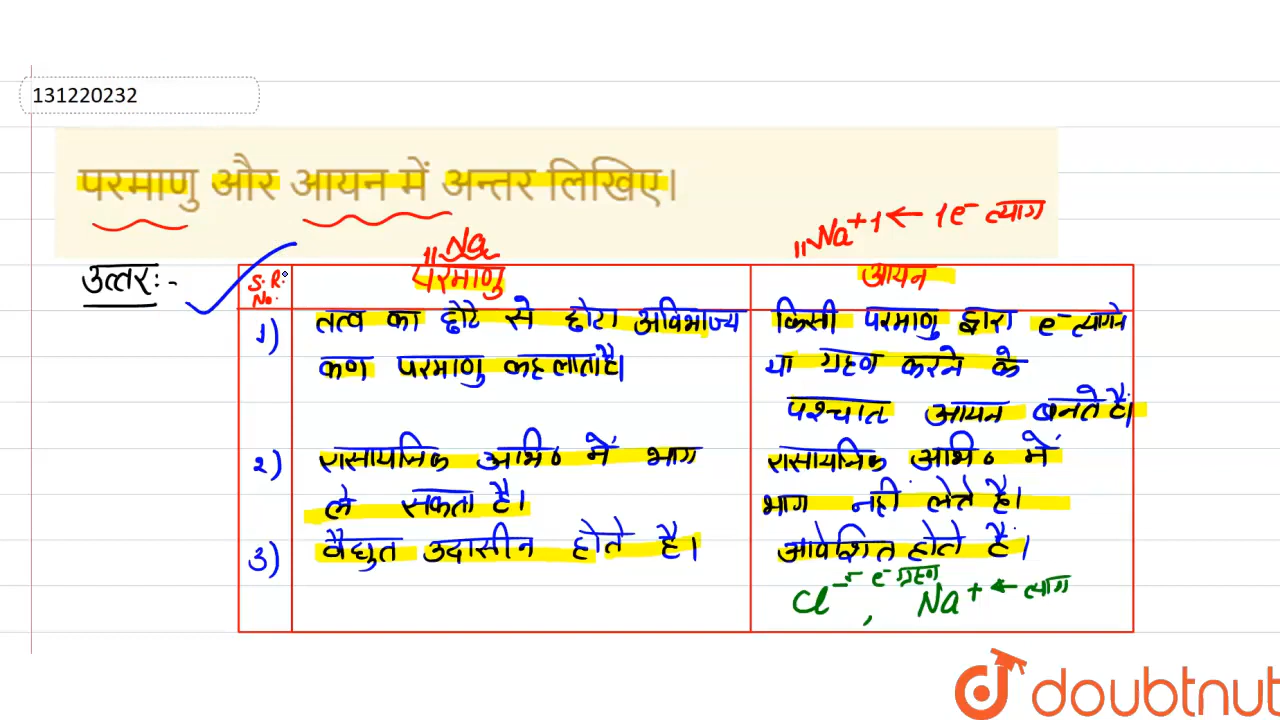 131220232
परमाणु और आयन में अन्तर लिखिए।
Na⁺¹ ← 1e⁻ त्याग
Na
उत्तरः-
S.R. No. परमाणु आयन
1) तत्व का छोटे से छोटा अविभाज्य किसी परमाणु द्वारा e⁻ त्यागने
कण परमाणु कहलाता है। या ग्रहण करने के
पश्चात आयन बनते है।
2) रासायनिक अभि० में भाग रासायनिक अभि० में
ले सकता है। भाग नहीं लेते है।
3) वैद्युत उदासीन होते है। आवेशित होते है।
Cl⁻ ← e⁻ ग्रहण , Na⁺ ← त्याग
doubtnut